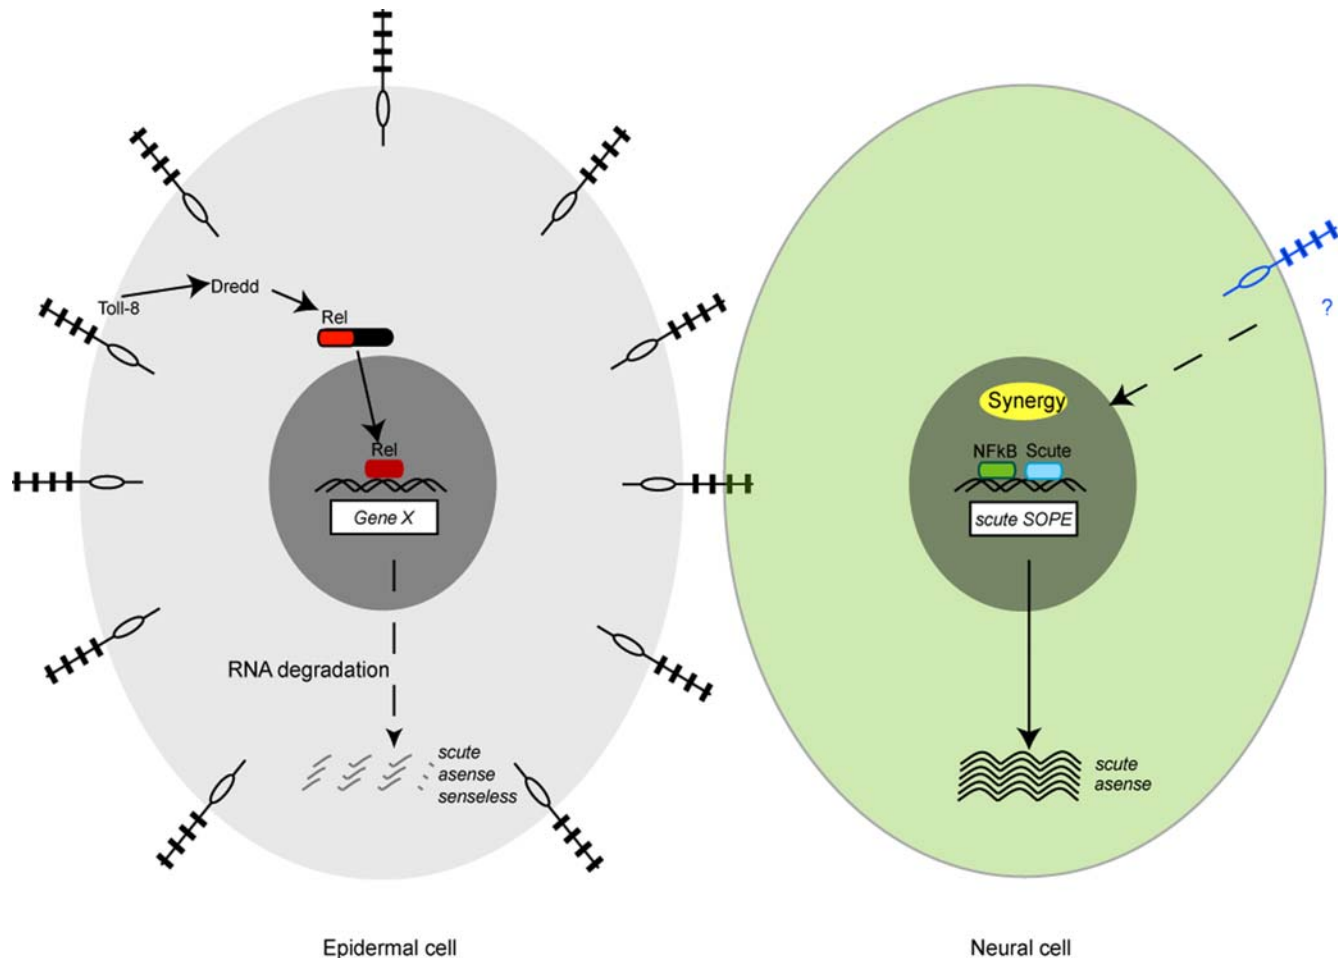 Toll-8
Dredd
Rel
Rel
Gene X
RNA degradation
scute
asense
senseless
Epidermal cell
?
Synergy
NFkB Scute
scute SOPE
scute
asense
Neural cell